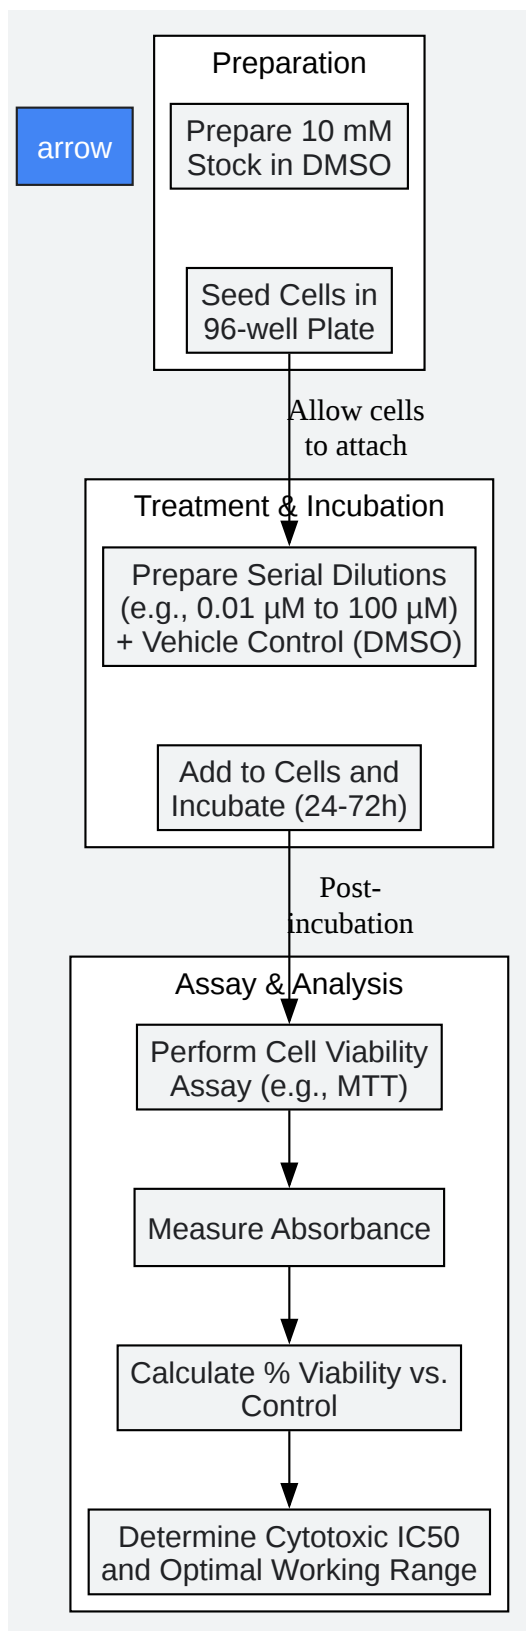 Preparation
arrow
Prepare 10 mM
Stock in DMSO
Seed Cells in
96-well Plate
Allow cells
to attach
Treatment & Incubation
Prepare Serial Dilutions
(e.g., 0.01 µM to 100 µM)
+ Vehicle Control (DMSO)
Add to Cells and
Incubate (24-72h)
Post-
incubation
Assay & Analysis
Perform Cell Viability
Assay (e.g., MTT)
Measure Absorbance
Calculate % Viability vs.
Control
Determine Cytotoxic IC50
and Optimal Working Range